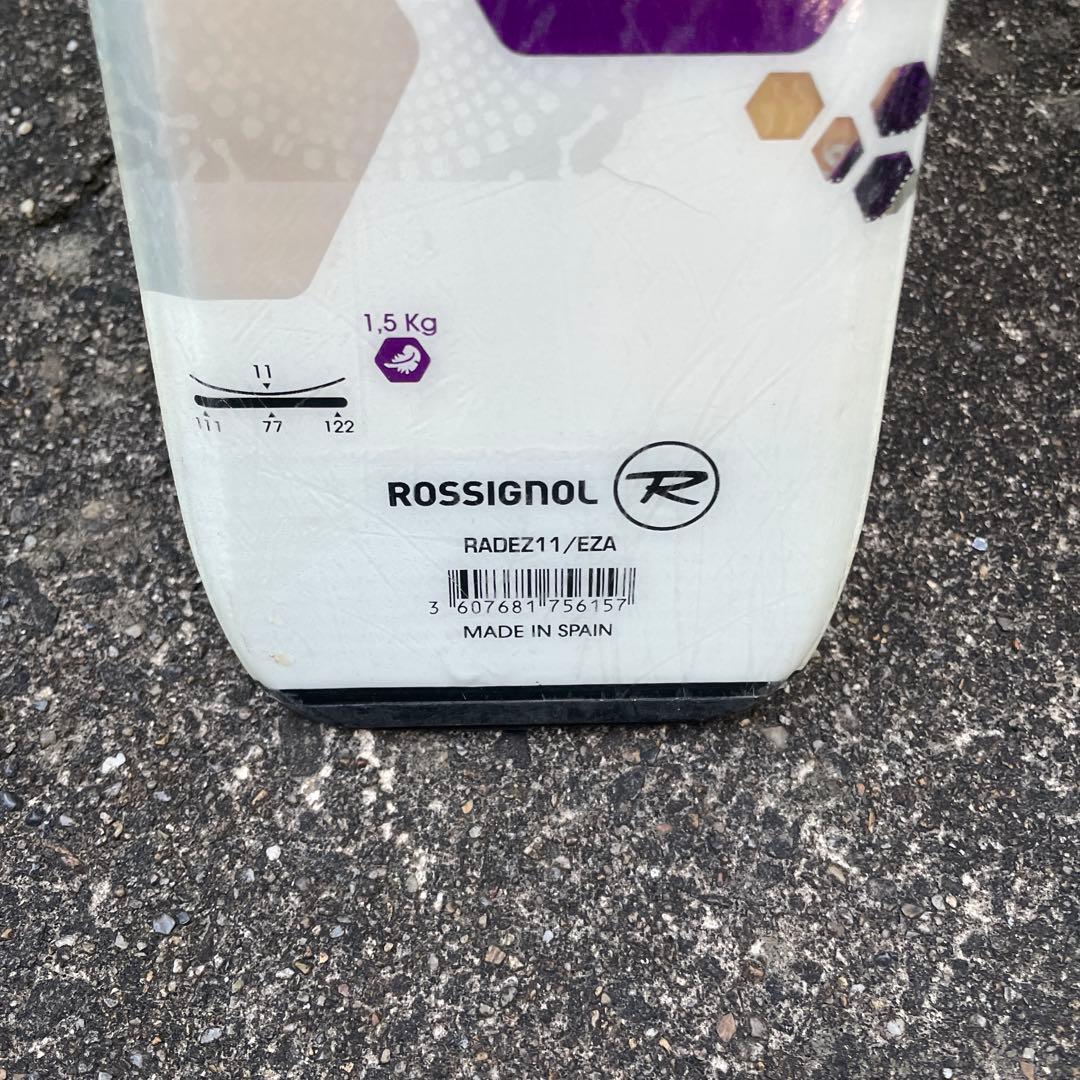 1,5 Kg
11
111 77 122
ROSSIGNOL R
RADEZ11/EZA
3 607681 756157
MADE IN SPAIN